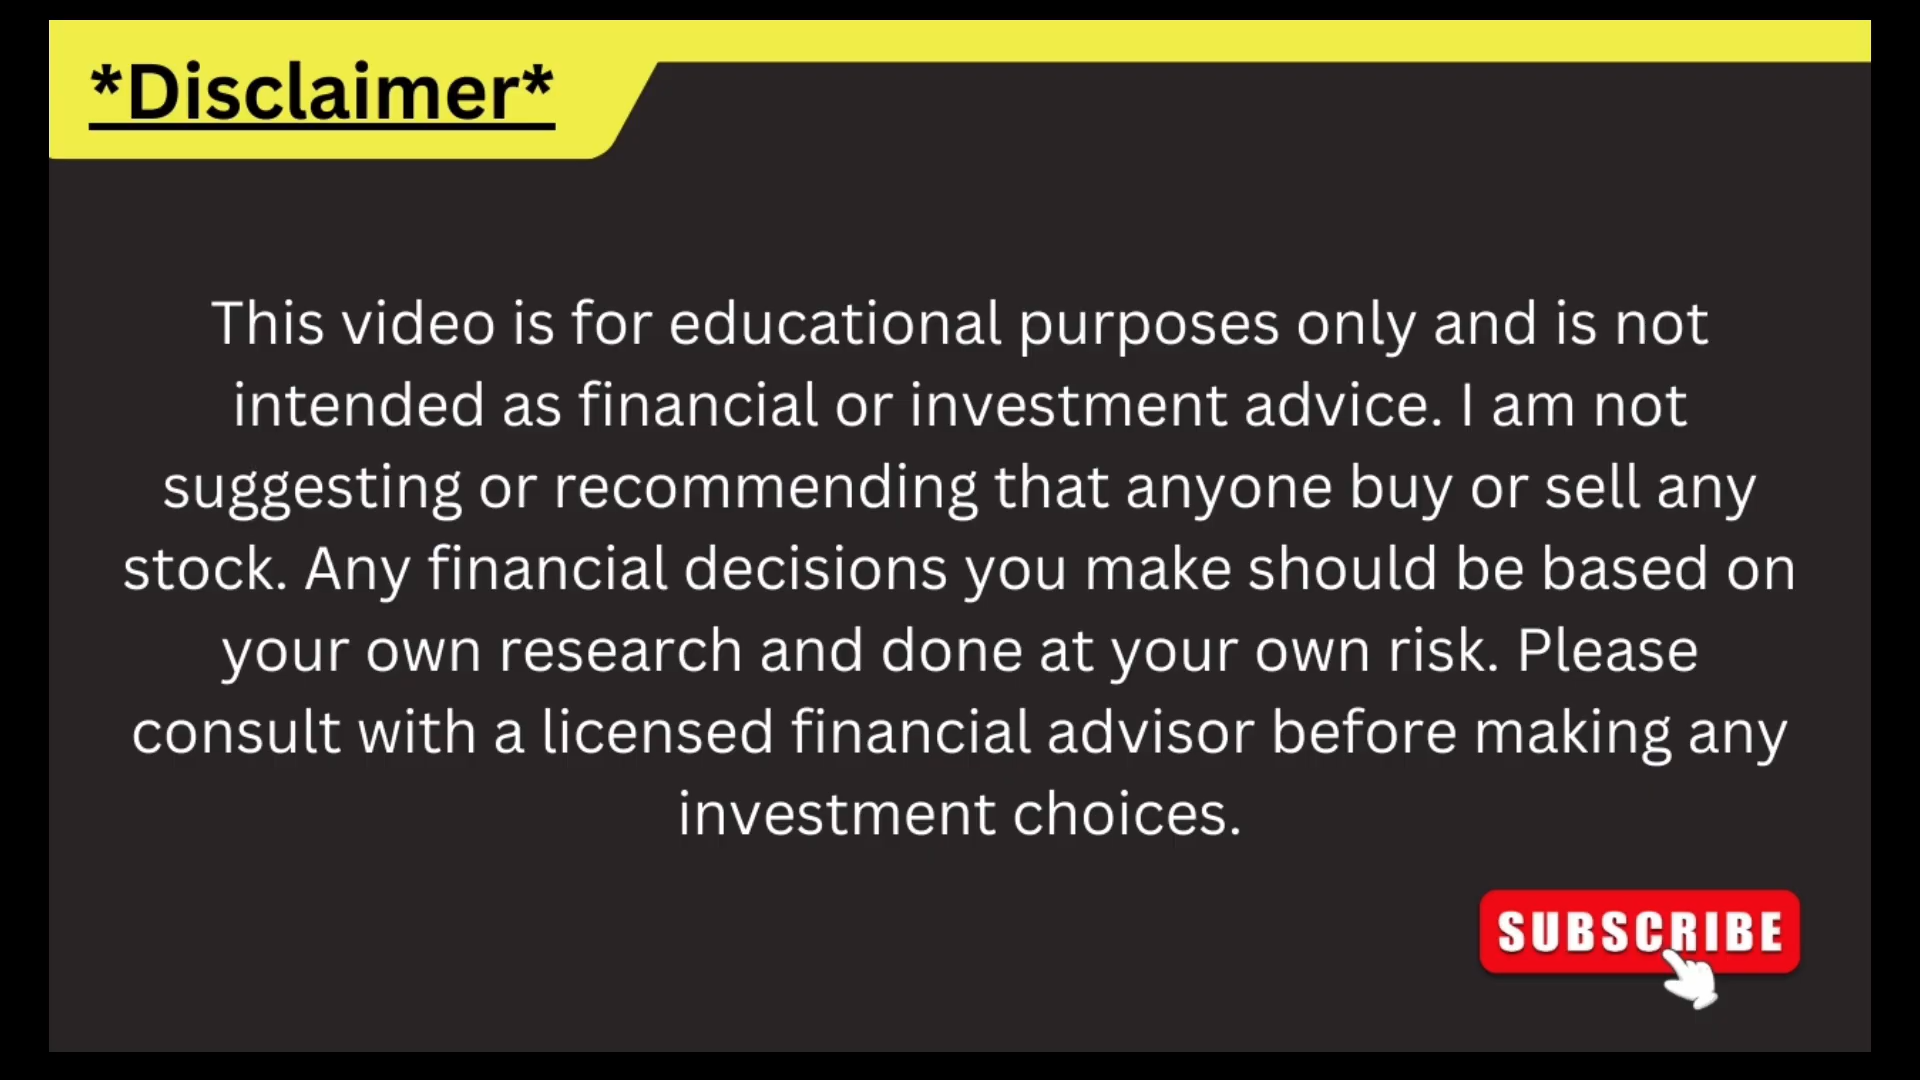 *Disclaimer*
This video is for educational purposes only and is not
intended as financial or investment advice. I am not
suggesting or recommending that anyone buy or sell any
stock. Any financial decisions you make should be based on
your own research and done at your own risk. Please
consult with a licensed financial advisor before making any
investment choices.
SUBSCRIBE